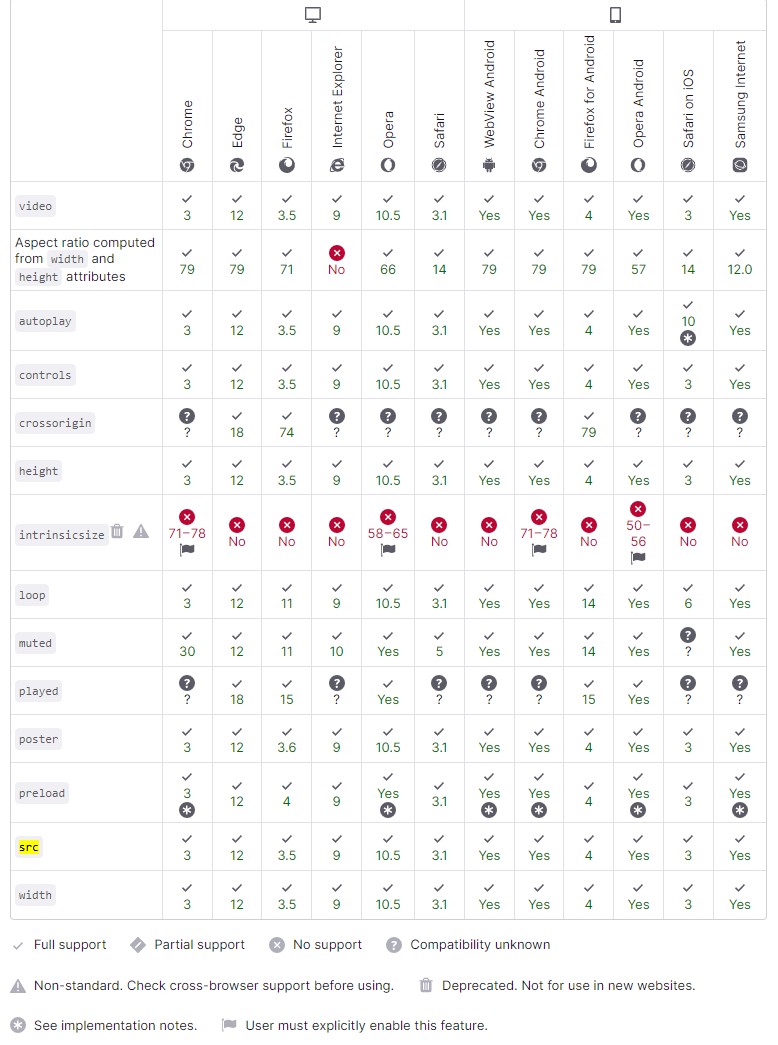 Chrome
Edge
Firefox
Internet Explorer
Opera
Safari
WebView Android
Chrome Android
Firefox for Android
Opera Android
Safari on iOS
Samsung Internet
video
3 12 3.5 9 10.5 3.1 Yes Yes 4 Yes 3 Yes
Aspect ratio computed
from width and
height attributes
79 79 71 No 66 14 79 79 79 57 14 12.0
autoplay
3 12 3.5 9 10.5 3.1 Yes Yes 4 Yes 10 Yes
controls
3 12 3.5 9 10.5 3.1 Yes Yes 4 Yes 3 Yes
crossorigin
? 18 74 ? ? ? ? ? 79 ? ? ?
height
3 12 3.5 9 10.5 3.1 Yes Yes 4 Yes 3 Yes
intrinsicsize
71–78 No No No 58–65 No No 71–78 No 50–56 No No
loop
3 12 11 9 10.5 3.1 Yes Yes 14 Yes 6 Yes
muted
30 12 11 10 Yes 5 Yes Yes 14 Yes ? Yes
played
? 18 15 ? Yes ? ? ? 15 Yes ? ?
poster
3 12 3.6 9 10.5 3.1 Yes Yes 4 Yes 3 Yes
preload
3 12 4 9 Yes 3.1 Yes Yes 4 Yes 3 Yes
src
3 12 3.5 9 10.5 3.1 Yes Yes 4 Yes 3 Yes
width
3 12 3.5 9 10.5 3.1 Yes Yes 4 Yes 3 Yes
Full support Partial support No support Compatibility unknown
Non-standard. Check cross-browser support before using. Deprecated. Not for use in new websites.
See implementation notes. User must explicitly enable this feature.